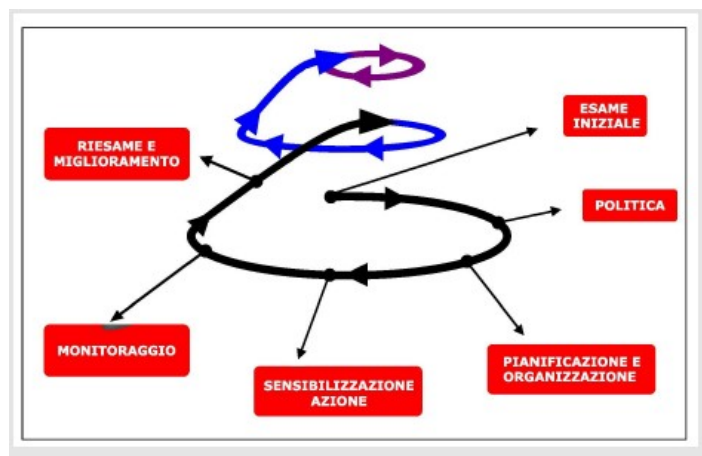 ESAME
INIZIALE
RIESAME E
MIGLIORAMENTO
POLITICA
MONITORAGGIO
PIANIFICAZIONE E
ORGANIZZAZIONE
SENSIBILIZZAZIONE
AZIONE